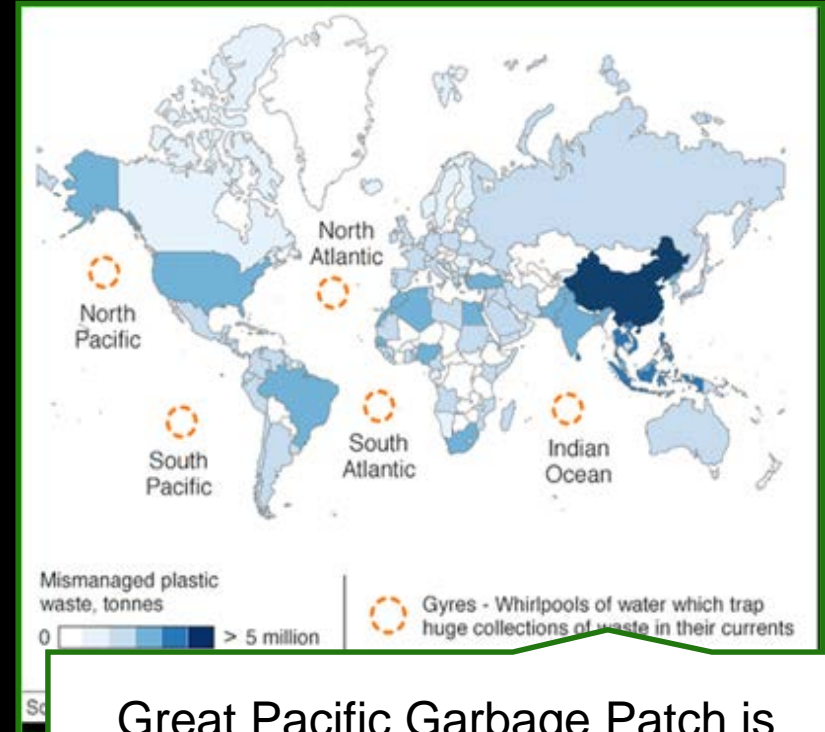 North
Atlantic
North
Pacific
South
Pacific
South
Atlantic
Indian
Ocean
Mismanaged plastic
waste, tonnes
0 > 5 million
Gyres - Whirlpools of water which trap
huge collections of waste in their currents
Great Pacific Garbage Patch is